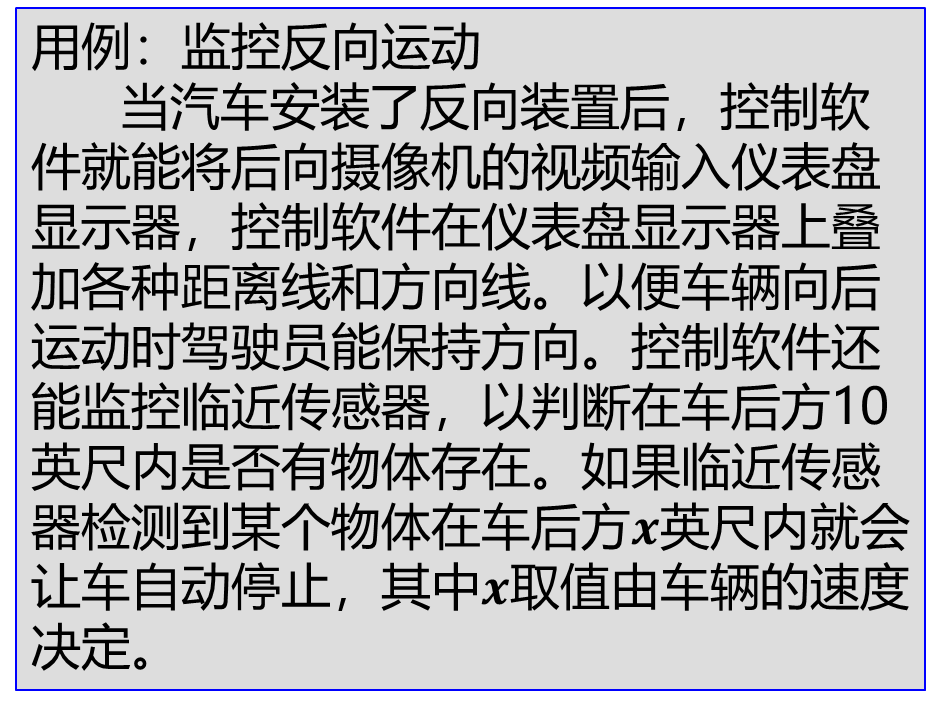 用例：监控反向运动
当汽车安装了反向装置后，控制软
件就能将后向摄像机的视频输入仪表盘
显示器，控制软件在仪表盘显示器上叠
加各种距离线和方向线。以便车辆向后
运动时驾驶员能保持方向。控制软件还
能监控临近传感器，以判断在车后方10
英尺内是否有物体存在。如果临近传感
器检测到某个物体在车后方x英尺内就会
让车自动停止，其中x取值由车辆的速度
决定。